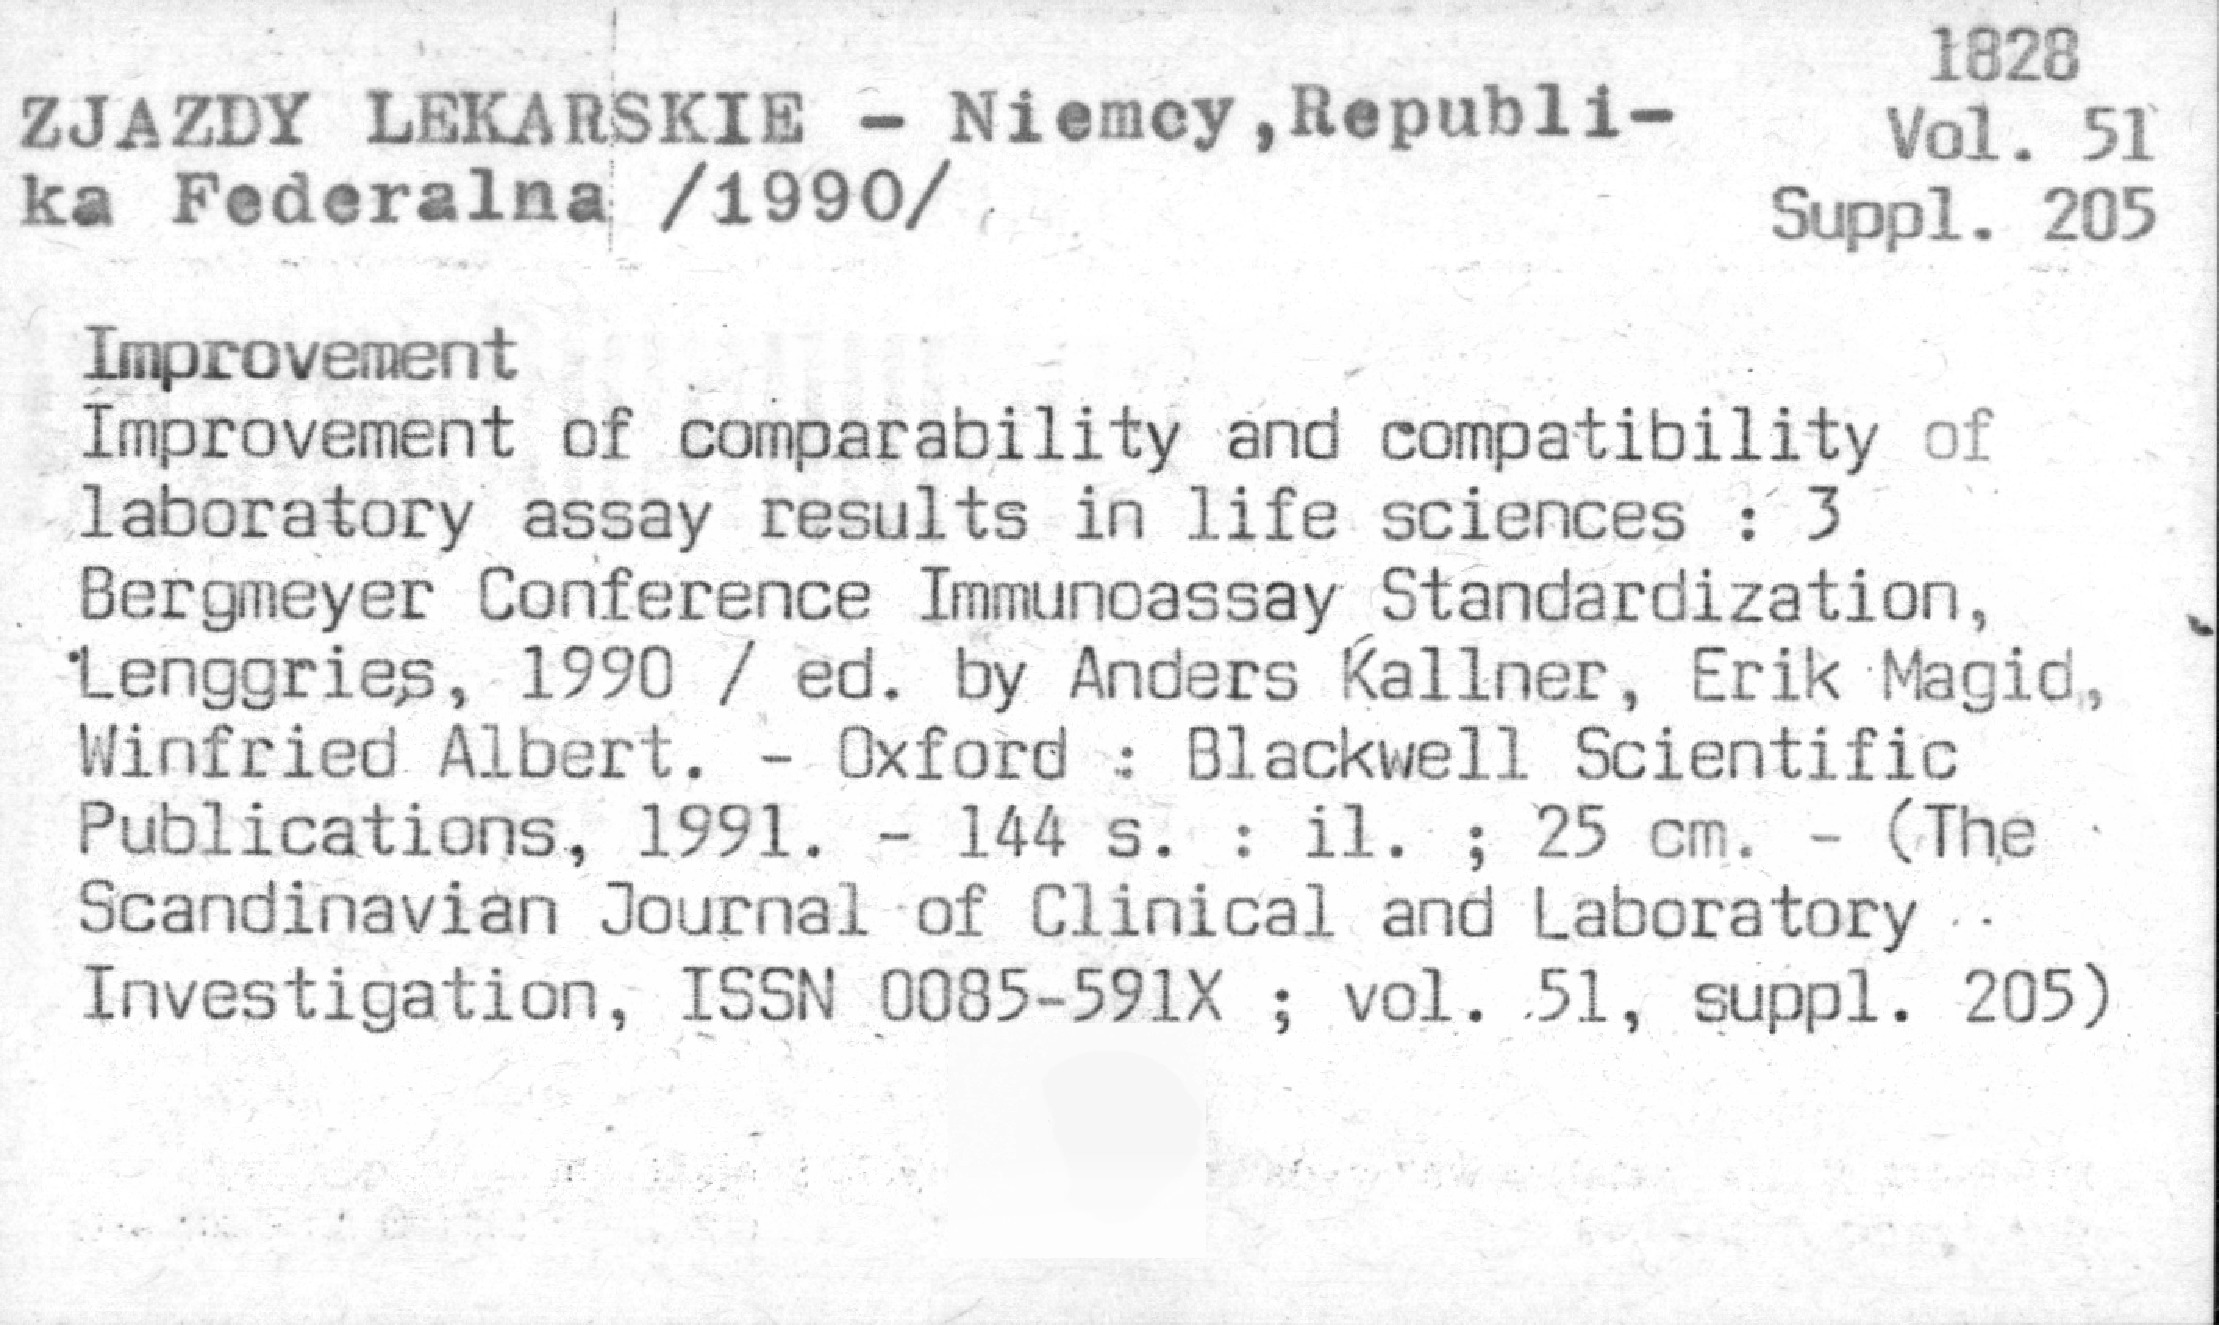 1828
ZJAZDY LEKARSKIE - Niemcy,Republi-
Vol. 51
ka Federalna /1990/
Suppl. 205
Improvement
Improvement of comparability and compatibility of
laboratory assay results in life sciences : 3
Bergmeyer Conference Immunoassay Standardization,
Lenggries, 1990 / ed. by Anders Kallner, Erik Magid,
Winfried Albert. - Oxford : Blackwell Scientific
Publications, 1991. - 144 s. : il. ; 25 cm. - (The
Scandinavian Journal of Clinical and Laboratory
Investigation, ISSN 0085-591X ; vol. 51, suppl. 205)